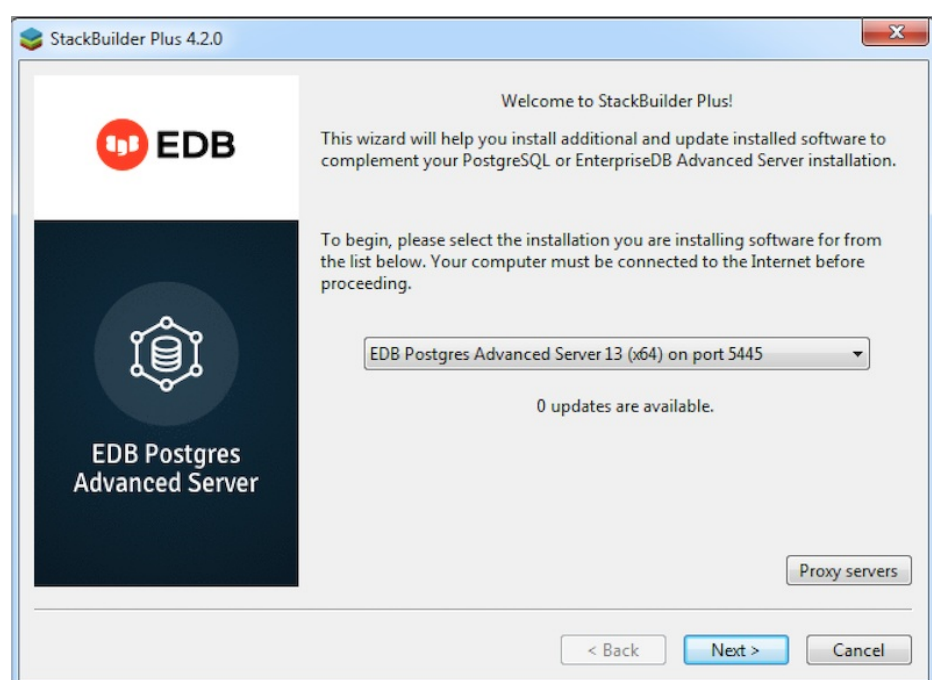 StackBuilder Plus 4.2.0
EDB
EDB Postgres
Advanced Server
Welcome to StackBuilder Plus!
This wizard will help you install additional and update installed software to
complement your PostgreSQL or EnterpriseDB Advanced Server installation.
To begin, please select the installation you are installing software for from
the list below. Your computer must be connected to the Internet before
proceeding.
EDB Postgres Advanced Server 13 (x64) on port 5445
0 updates are available.
Proxy servers
< Back
Next >
Cancel